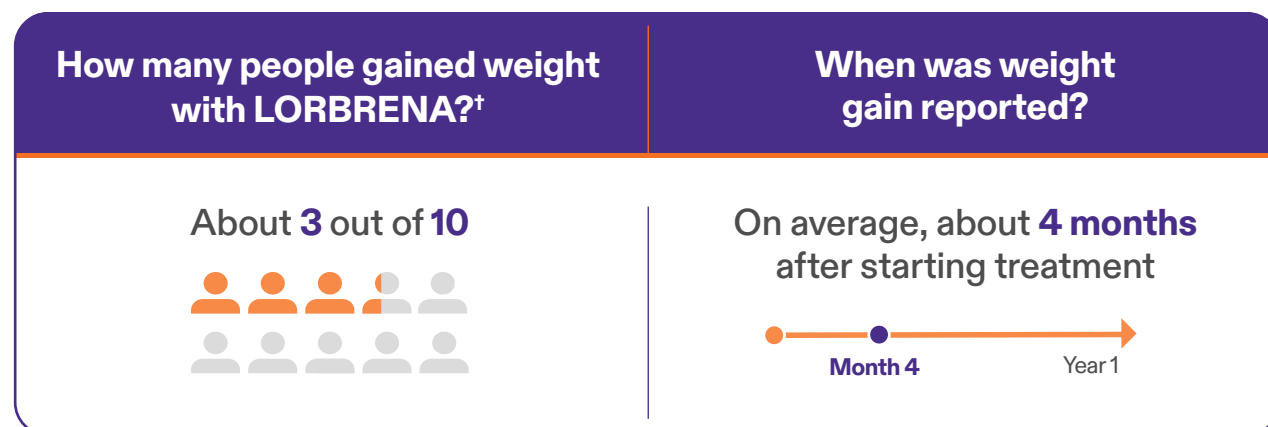 How many people gained weight
with LORBRENA?†
When was weight
gain reported?
About 3 out of 10
On average, about 4 months
after starting treatment
Month 4
Year 1